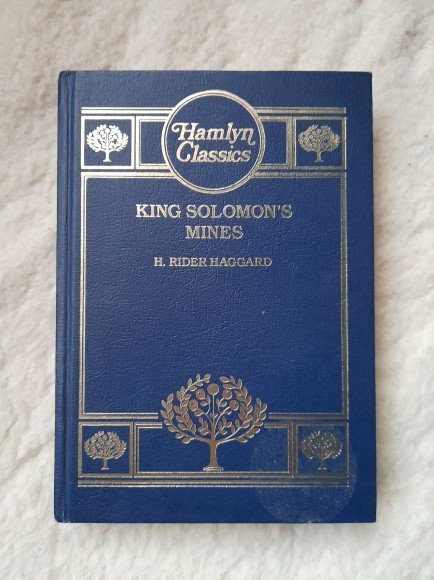 Hamlyn
Classics
KING SOLOMON'S
MINES
H. RIDER HAGGARD